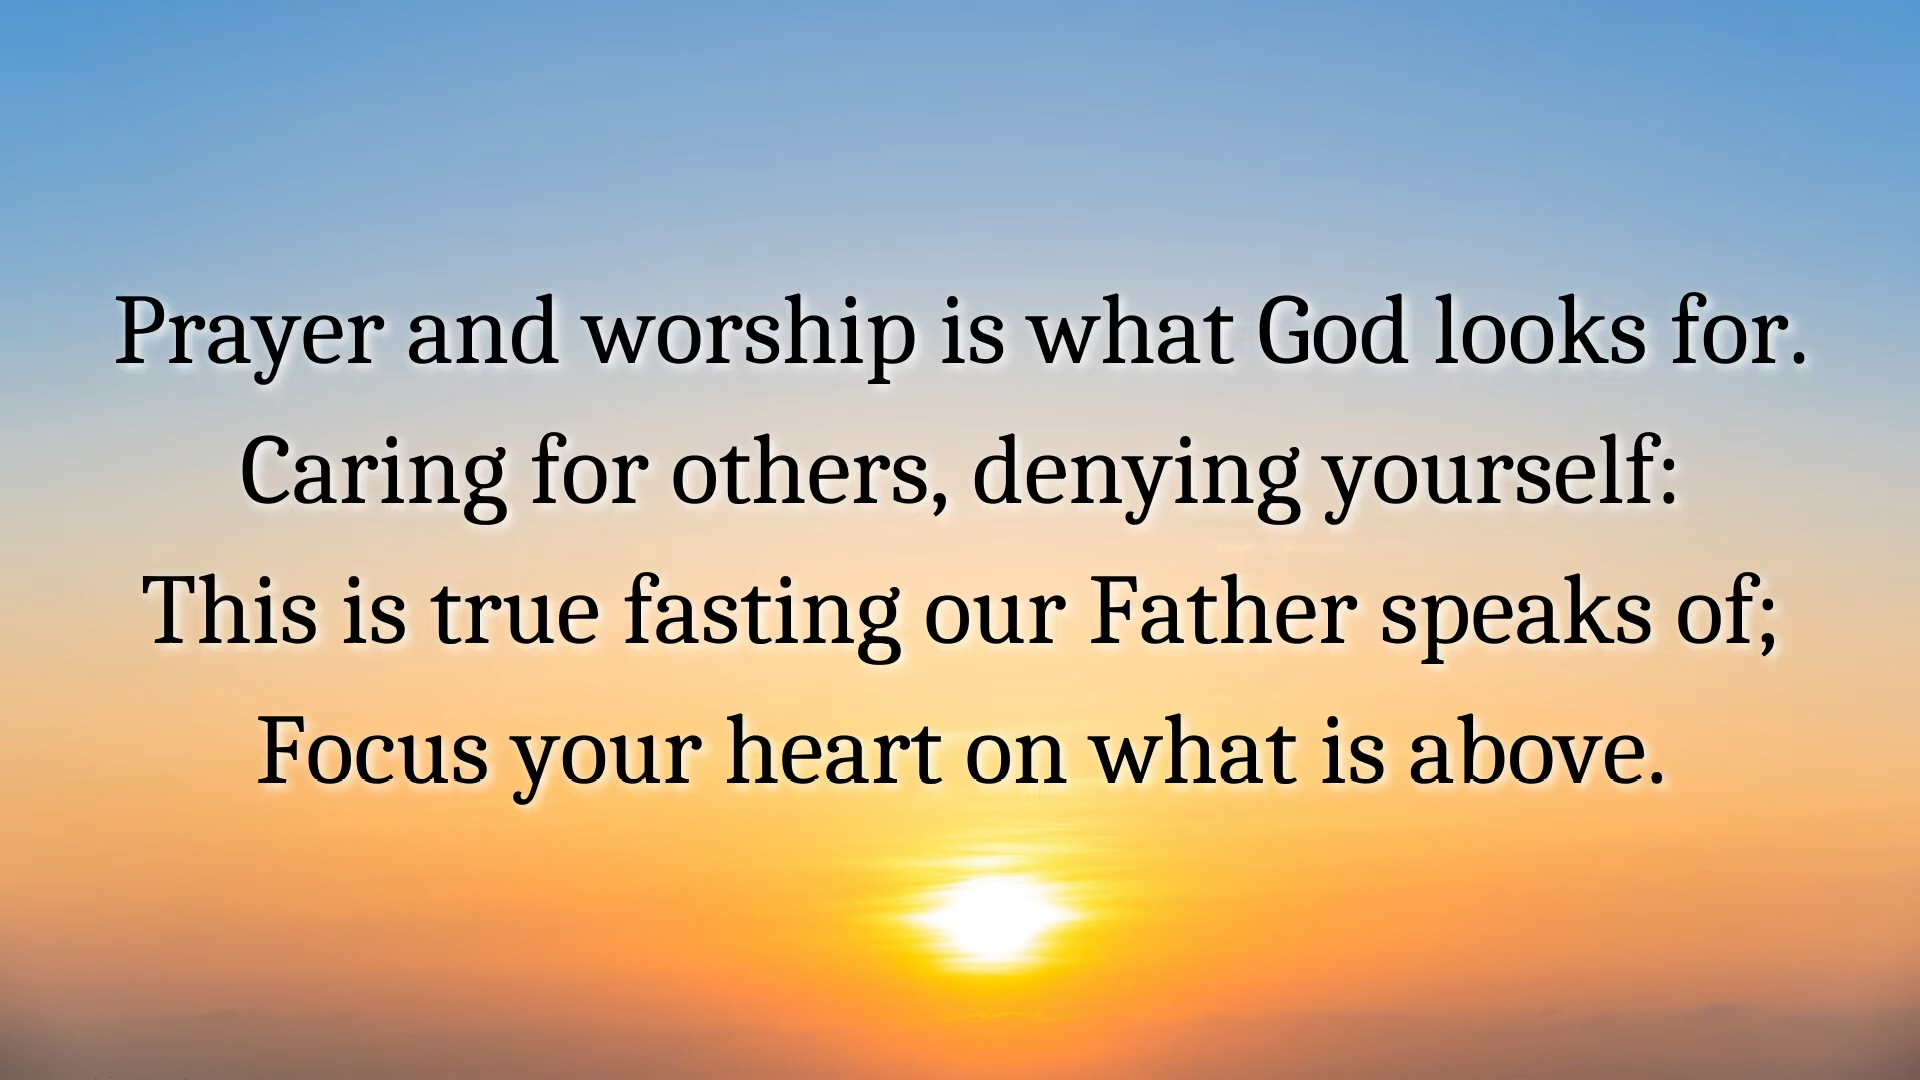 Prayer and worship is what God looks for.
Caring for others, denying yourself:
This is true fasting our Father speaks of;
Focus your heart on what is above.